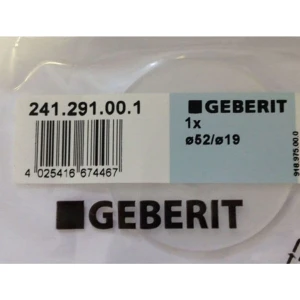 241.291.00.1
GEBERIT
1x
ø52/ø19
4 025416 674467
918.975.00.0
GEBERIT